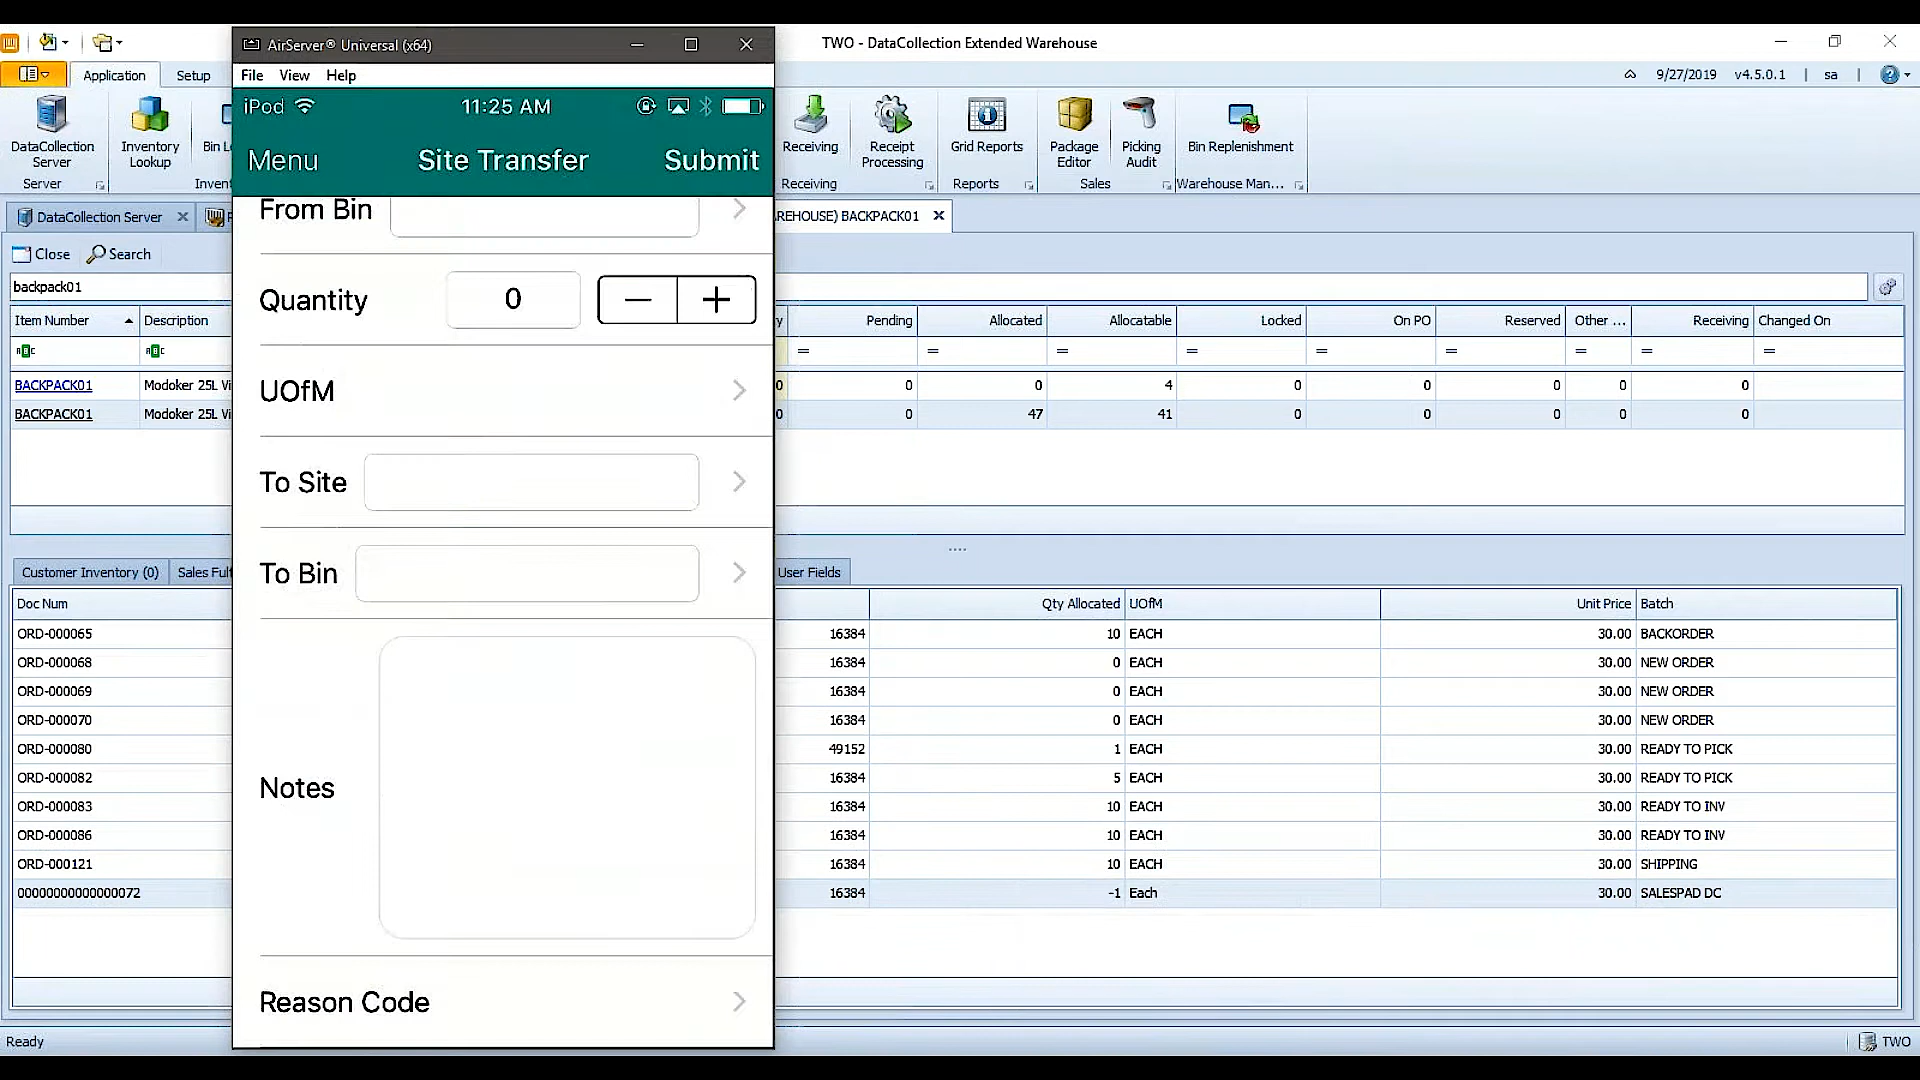 AirServer® Universal (x64)
TWO - DataCollection Extended Warehouse
File View Help
Application Setup
9/27/2019 v4.5.0.1 | sa |
iPod 11:25 AM
Menu Site Transfer Submit
DataCollection Server
Inventory Lookup
Receiving
Receipt Processing
Grid Reports
Package Editor
Picking Audit
Bin Replenishment
Server
Receiving
Reports
Sales
Warehouse Man...
DataCollection Server
BACKPACK01
From Bin
Close Search
backpack01
Quantity 0
Item Number Description Pending Allocated Allocatable Locked On PO Reserved Other ... Receiving Changed On
= = = = = = = = =
BACKPACK01 Modoker 25L 0 0 0 4 0 0 0 0 0
BACKPACK01 Modoker 25L 0 0 47 41 0 0 0 0 0
UOfM
To Site
To Bin
Customer Inventory (0) User Fields
Doc Num Qty Allocated UOfM Unit Price Batch
ORD-000065 16384 10 EACH 30.00 BACKORDER
ORD-000068 16384 0 EACH 30.00 NEW ORDER
ORD-000069 16384 0 EACH 30.00 NEW ORDER
ORD-000070 16384 0 EACH 30.00 NEW ORDER
ORD-000080 49152 1 EACH 30.00 READY TO PICK
ORD-000082 16384 5 EACH 30.00 READY TO PICK
ORD-000083 16384 10 EACH 30.00 READY TO INV
ORD-000086 16384 10 EACH 30.00 READY TO INV
ORD-000121 16384 10 EACH 30.00 SHIPPING
00000000000000072 16384 -1 Each 30.00 SALESPAD DC
Notes
Reason Code
Ready TWO